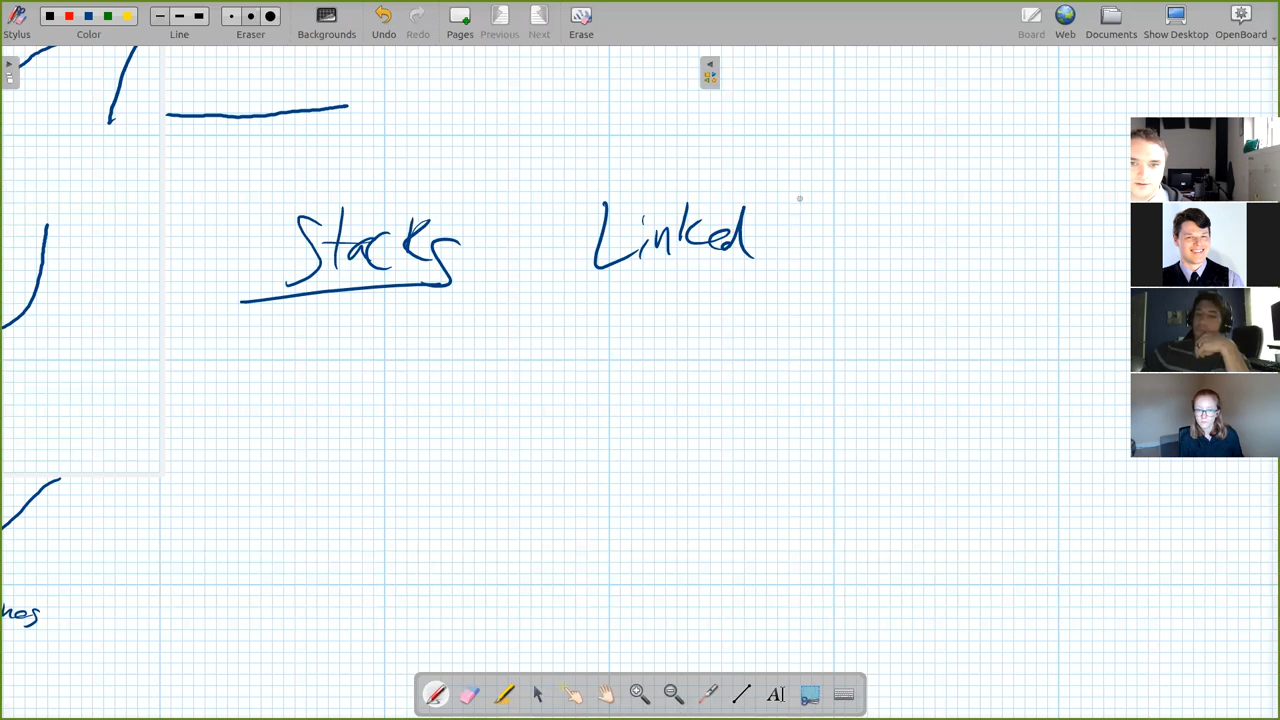 Stylus Color Line Eraser Backgrounds Undo Redo Pages Previous Next Erase Board Web Documents Show Desktop OpenBoard
Stacks Linked
AI